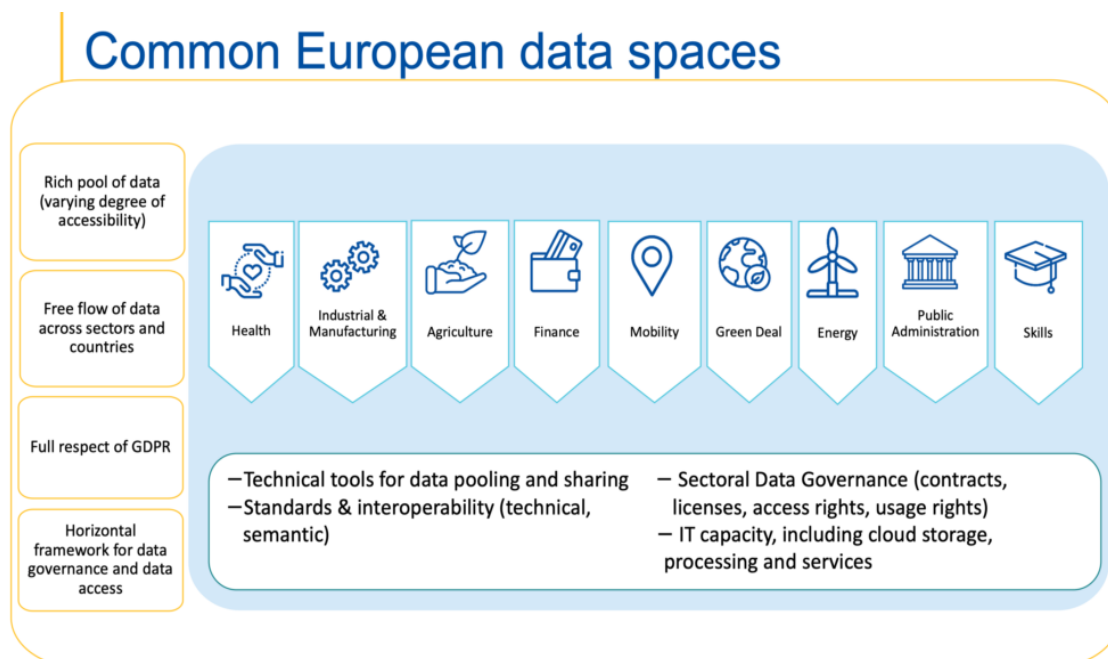 Common European data spaces
Rich pool of data
(varying degree of
accessibility)
Free flow of data
across sectors and
countries
Full respect of GDPR
Horizontal
framework for data
governance and data
access
Health
Industrial &
Manufacturing
Agriculture
Finance
Mobility
Green Deal
Energy
Public
Administration
Skills
–Technical tools for data pooling and sharing
–Standards & interoperability (technical,
semantic)
– Sectoral Data Governance (contracts,
licenses, access rights, usage rights)
– IT capacity, including cloud storage,
processing and services